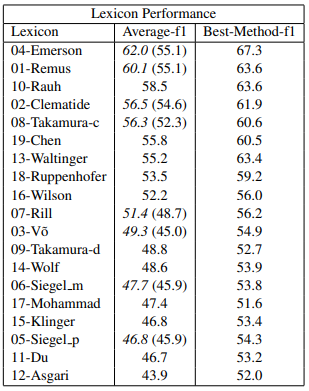 Lexicon Performance
Lexicon Average-f1 Best-Method-f1
04-Emerson 62.0 (55.1) 67.3
01-Remus 60.1 (55.1) 63.6
10-Rauh 58.5 63.6
02-Clematide 56.5 (54.6) 61.9
08-Takamura-c 56.3 (52.3) 60.6
19-Chen 55.8 60.5
13-Waltinger 55.2 63.4
18-Ruppenhofer 53.5 59.2
16-Wilson 52.2 56.0
07-Rill 51.4 (48.7) 56.2
03-Võ 49.3 (45.0) 54.9
09-Takamura-d 48.8 52.7
14-Wolf 48.6 53.9
06-Siegel_m 47.7 (45.9) 53.8
17-Mohammad 47.4 51.6
15-Klinger 46.8 53.4
05-Siegel_p 46.8 (45.9) 54.3
11-Du 46.7 53.2
12-Asgari 43.9 52.0